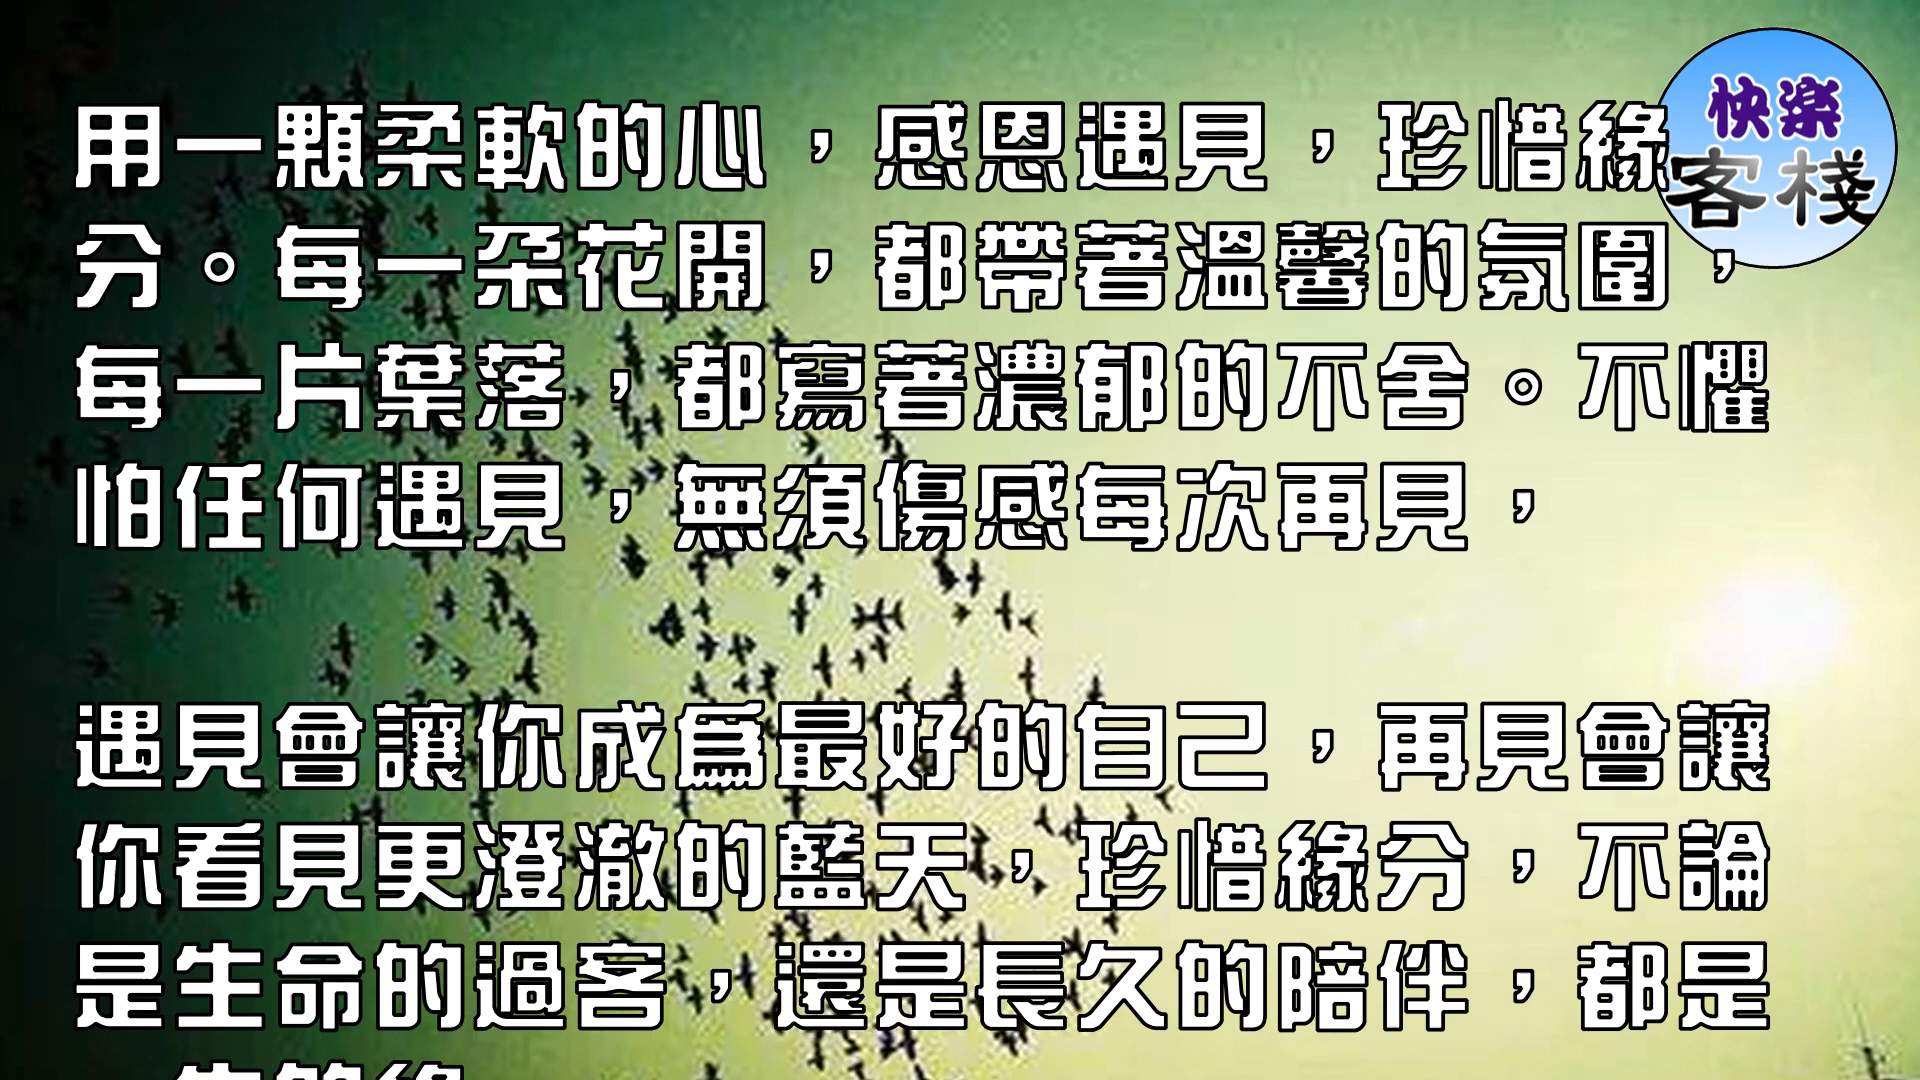 用一顆柔軟的心，感恩遇見，珍惜緣
分。每一朵花開，都帶著溫馨的氛圍，
每一片葉落，都寫著濃郁的不舍。不懼
怕任何遇見，無須傷感每次再見，
遇見會讓你成爲最好的自己，再見會讓
你看見更澄澈的藍天，珍惜緣分，不論
是生命的過客，還是長久的陪伴，都是
快樂
客棧